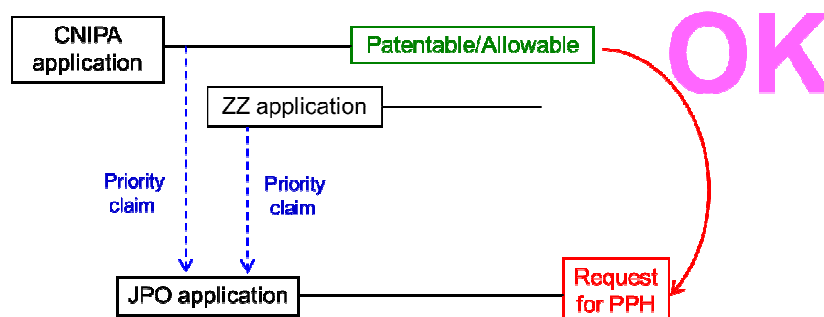 CNIPA
application
Patentable/Allowable
OK
ZZ application
Priority
claim
Priority
claim
JPO application
Request
for PPH